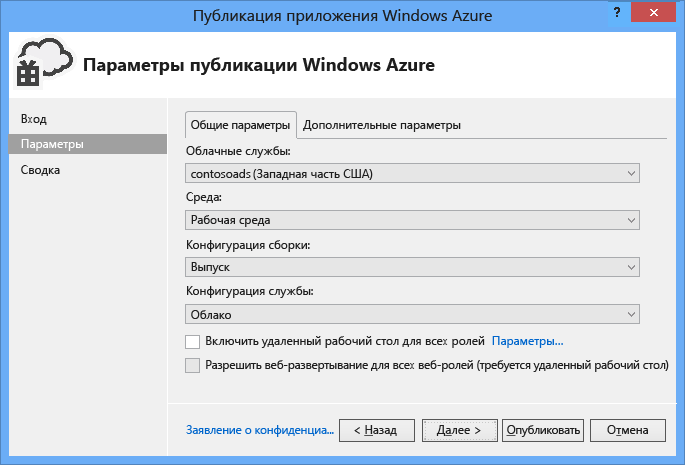 Публикация приложения Windows Azure
?
Параметры публикации Windows Azure
Вход
Параметры
Сводка
Общие параметры
Дополнительные параметры
Облачные службы:
contosoads (Западная часть США)
Среда:
Рабочая среда
Конфигурация сборки:
Выпуск
Конфигурация службы:
Облако
Включить удаленный рабочий стол для всех ролей Параметры...
Разрешить веб-развертывание для всех веб-ролей (требуется удаленный рабочий стол)
Заявление о конфиденциа... < Назад Далее > Опубликовать Отмена